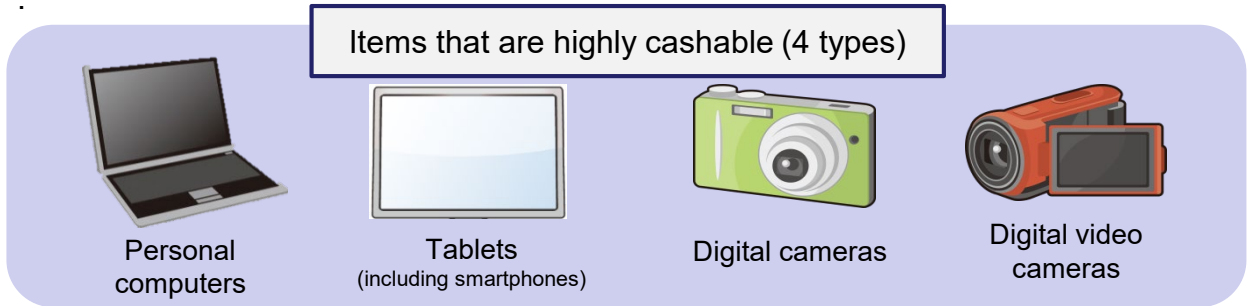 .
Items that are highly cashable (4 types)
Personal
computers
Tablets
(including smartphones)
Digital cameras
Digital video
cameras